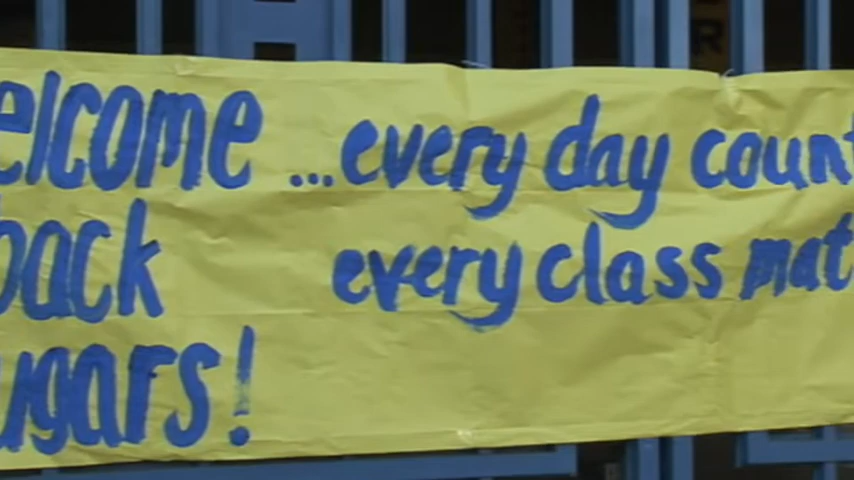 elcome
back
ugars!
...every day count
every class mat